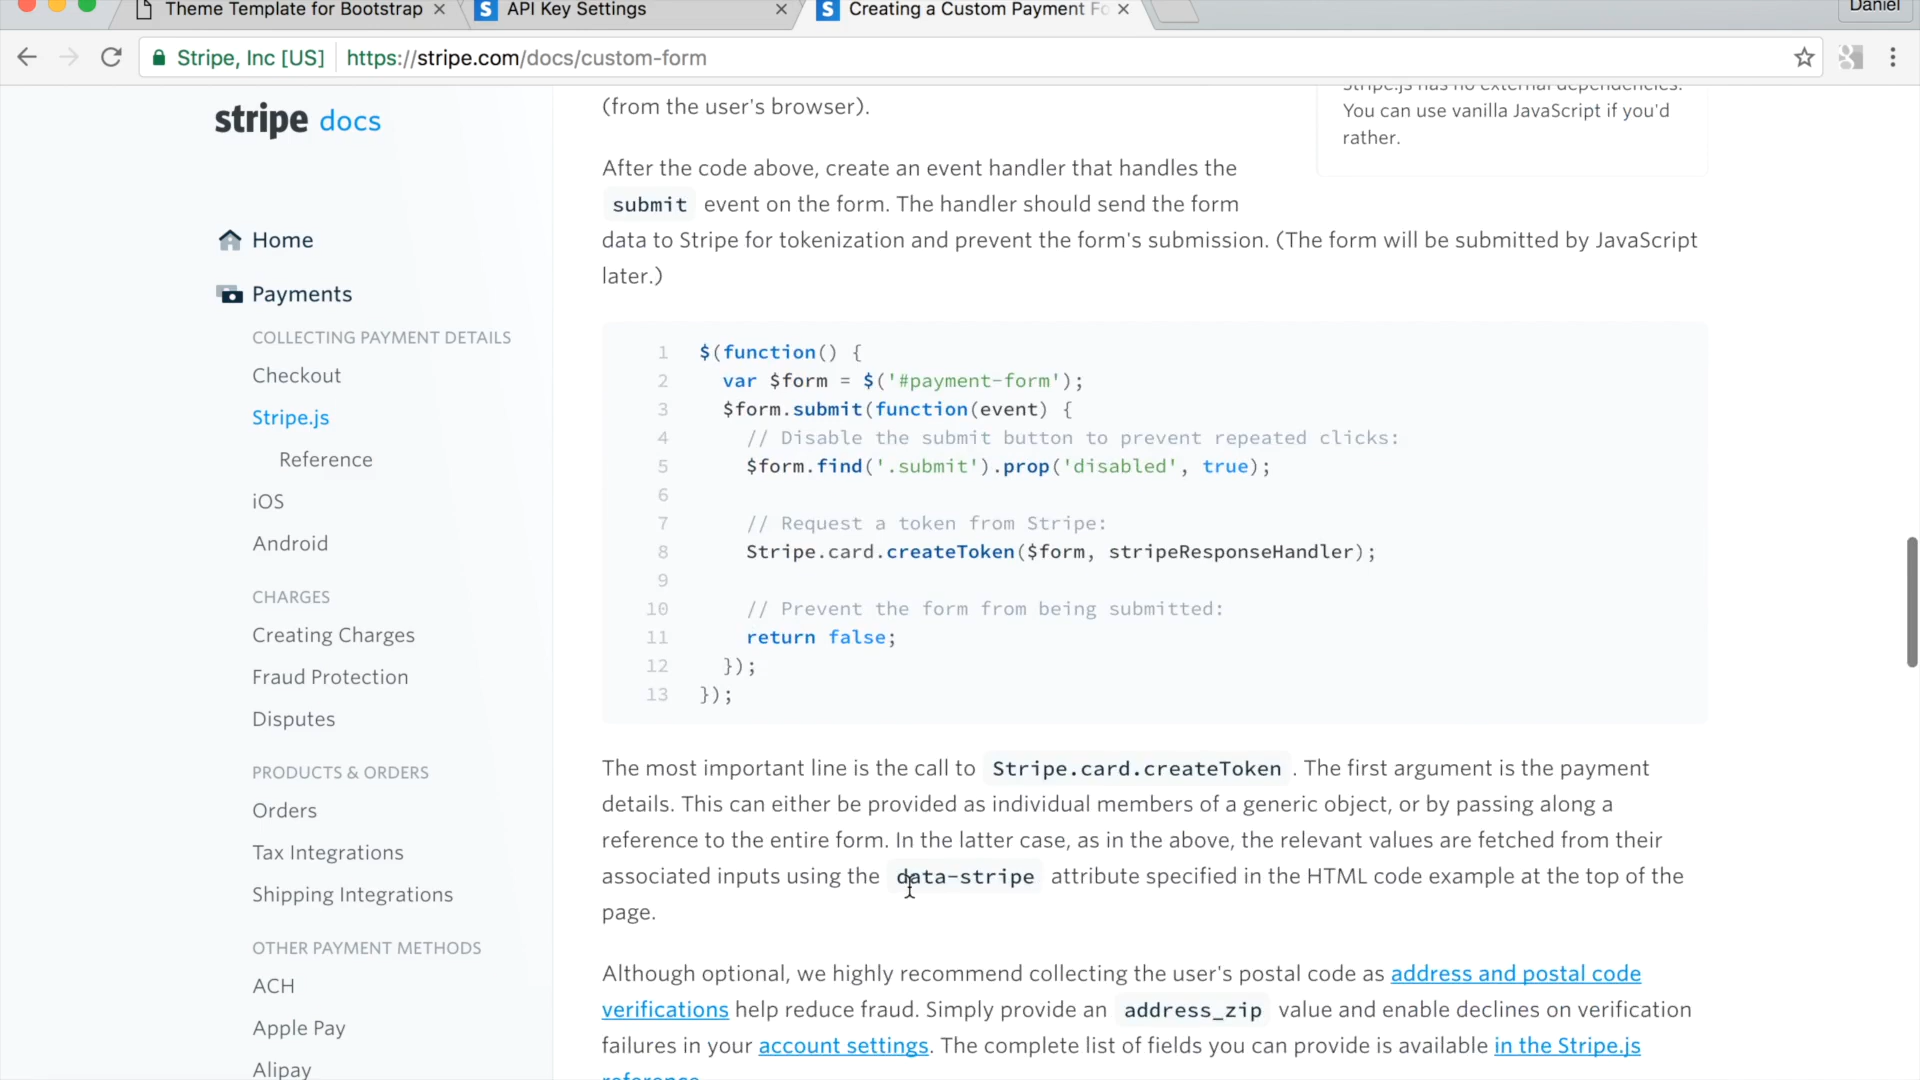 Theme Template for Bootstrap
API Key Settings
Creating a Custom Payment Fo
Daniel
Stripe, Inc [US]
https://stripe.com/docs/custom-form
stripe docs
Home
Payments
COLLECTING PAYMENT DETAILS
Checkout
Stripe.js
Reference
iOS
Android
CHARGES
Creating Charges
Fraud Protection
Disputes
PRODUCTS & ORDERS
Orders
Tax Integrations
Shipping Integrations
OTHER PAYMENT METHODS
ACH
Apple Pay
Alipay
(from the user's browser).
Stripe.js has no external dependencies.
You can use vanilla JavaScript if you'd
rather.
After the code above, create an event handler that handles the
submit event on the form. The handler should send the form
data to Stripe for tokenization and prevent the form's submission. (The form will be submitted by JavaScript
later.)
1 $(function() {
2 var $form = $('#payment-form');
3 $form.submit(function(event) {
4 // Disable the submit button to prevent repeated clicks:
5 $form.find('.submit').prop('disabled', true);
6
7 // Request a token from Stripe:
8 Stripe.card.createToken($form, stripeResponseHandler);
9
10 // Prevent the form from being submitted:
11 return false;
12 });
13 });
The most important line is the call to Stripe.card.createToken . The first argument is the payment
details. This can either be provided as individual members of a generic object, or by passing along a
reference to the entire form. In the latter case, as in the above, the relevant values are fetched from their
associated inputs using the data-stripe attribute specified in the HTML code example at the top of the
page.
Although optional, we highly recommend collecting the user's postal code as address and postal code
verifications help reduce fraud. Simply provide an address_zip value and enable declines on verification
failures in your account settings. The complete list of fields you can provide is available in the Stripe.js
reference.